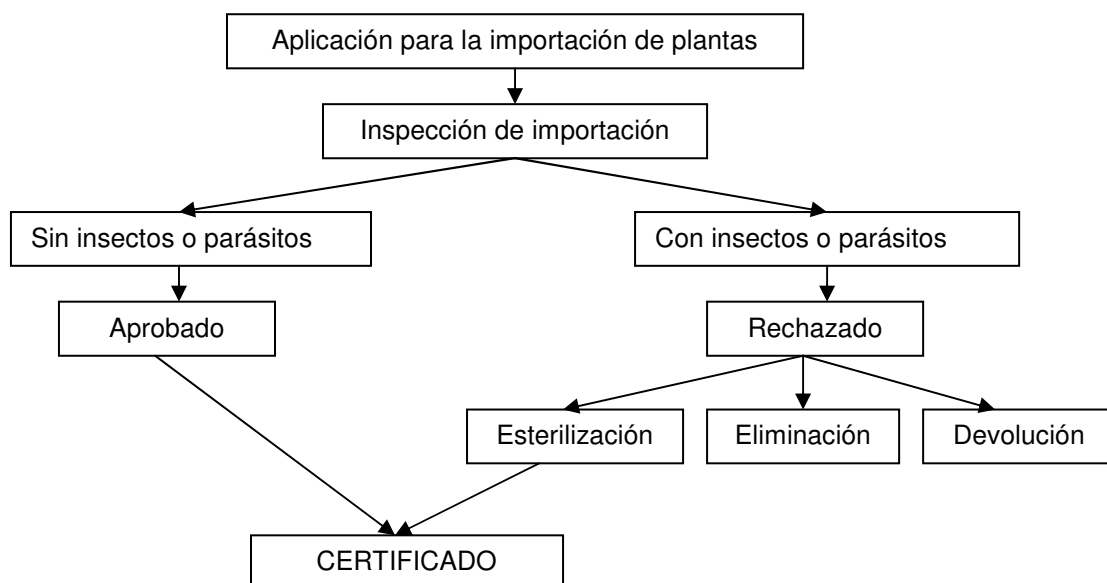 Aplicación para la importación de plantas
Inspección de importación
Sin insectos o parásitos
Con insectos o parásitos
Aprobado
Rechazado
Esterilización
Eliminación
Devolución
CERTIFICADO